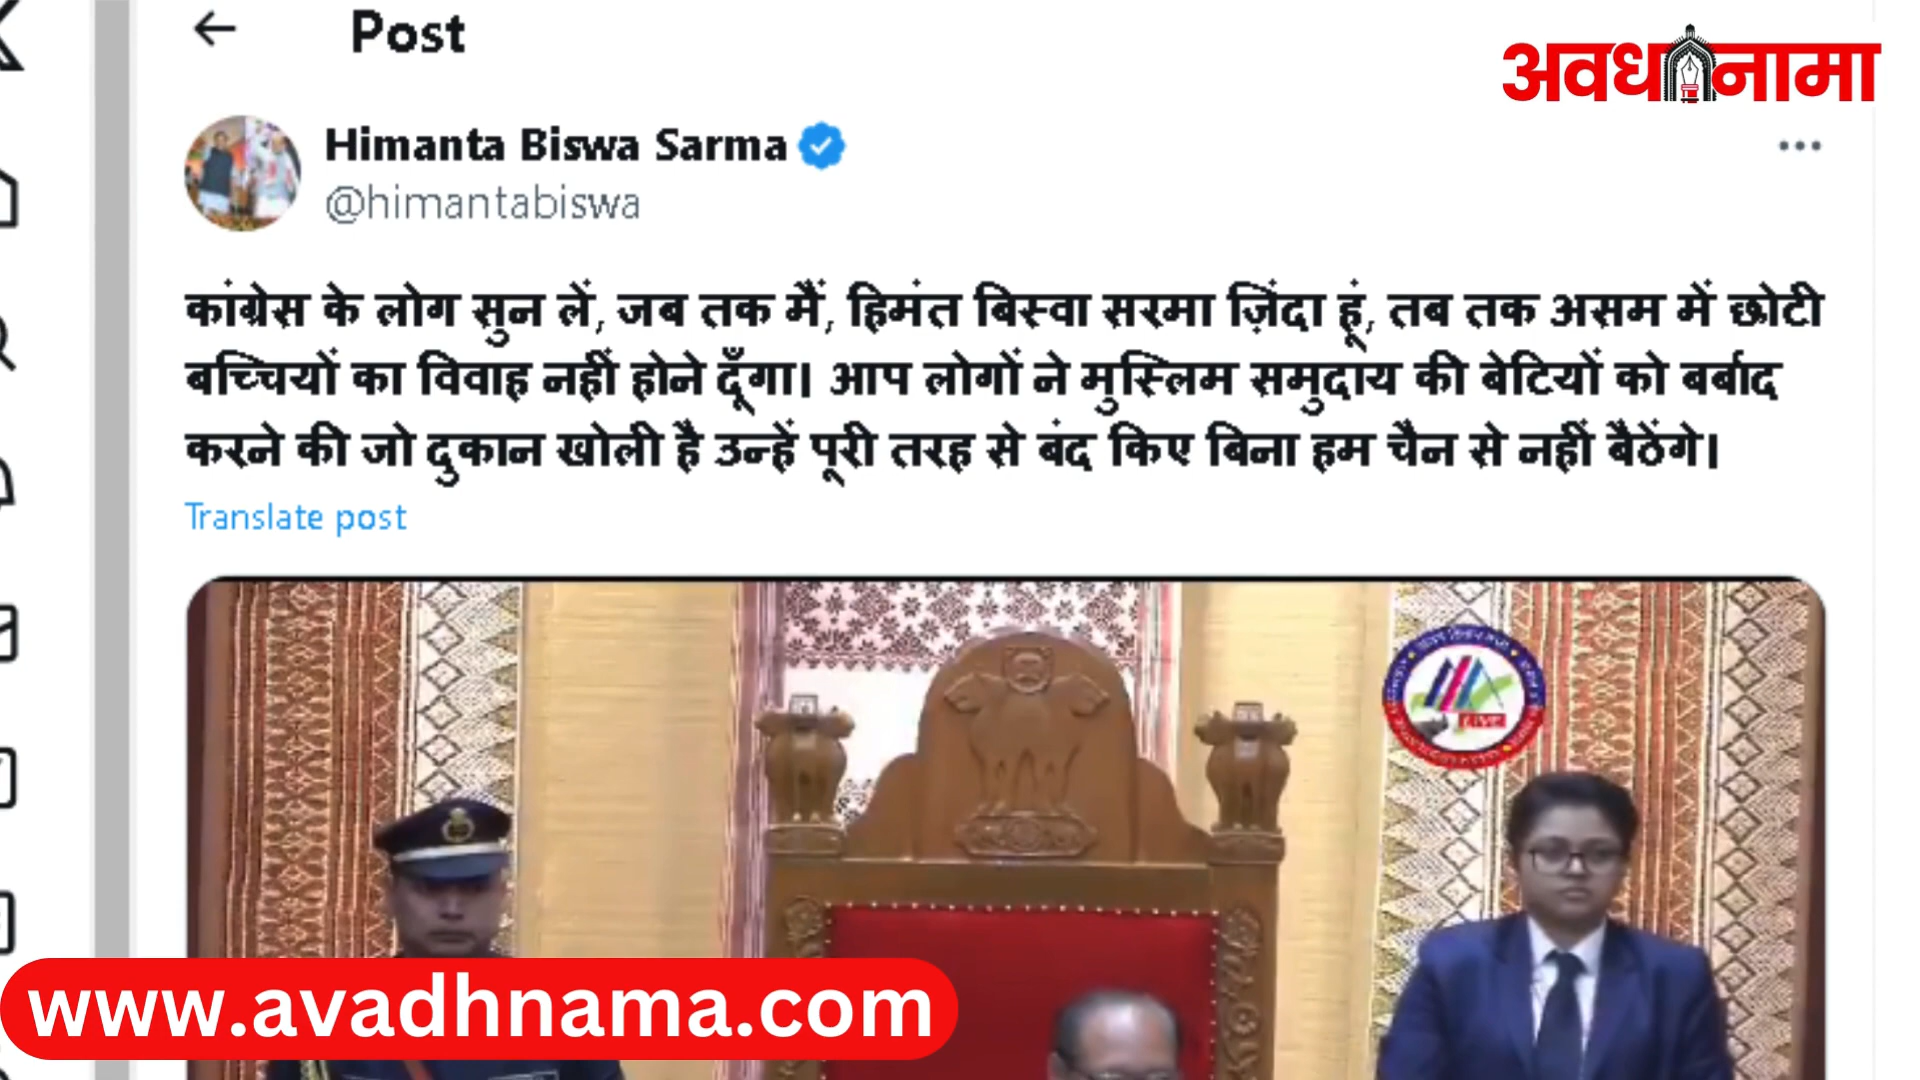 Post
अवधनामा
Himanta Biswa Sarma
@himantabiswa
कांग्रेस के लोग सुन लें, जब तक मैं, हिमंत बिस्वा सरमा ज़िंदा हूं, तब तक असम में छोटी
बच्चियों का विवाह नहीं होने दूँगा। आप लोगों ने मुस्लिम समुदाय की बेटियों को बर्बाद
करने की जो दुकान खोली है उन्हें पूरी तरह से बंद किए बिना हम चैन से नहीं बैठेंगे।
Translate post
LIVE
www.avadhnama.com